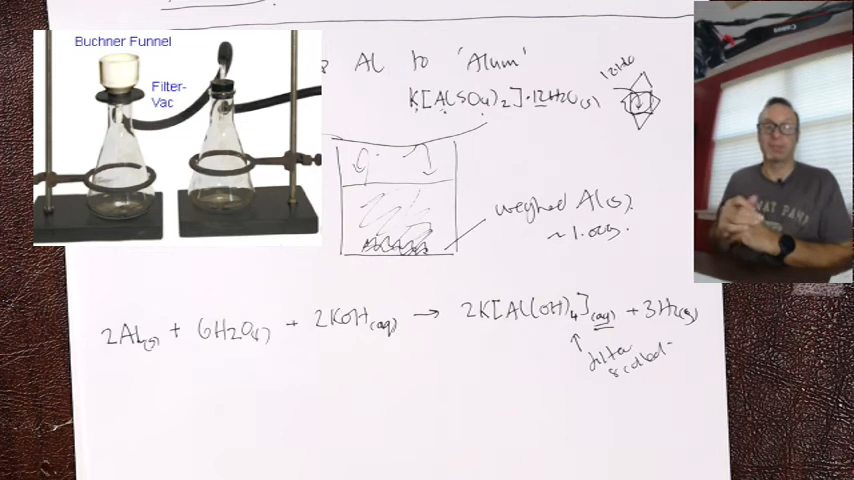 Buchner Funnel
Filter-
Vac
Al to 'Alum'
K[Al(SO4)2]·12H2O(s)
weighed Al(s).
~1.00g.
2Al(s) + 6H2O(l) + 2KOH(aq) → 2K[Al(OH)4](aq) + 3H2(g)
↑ filter